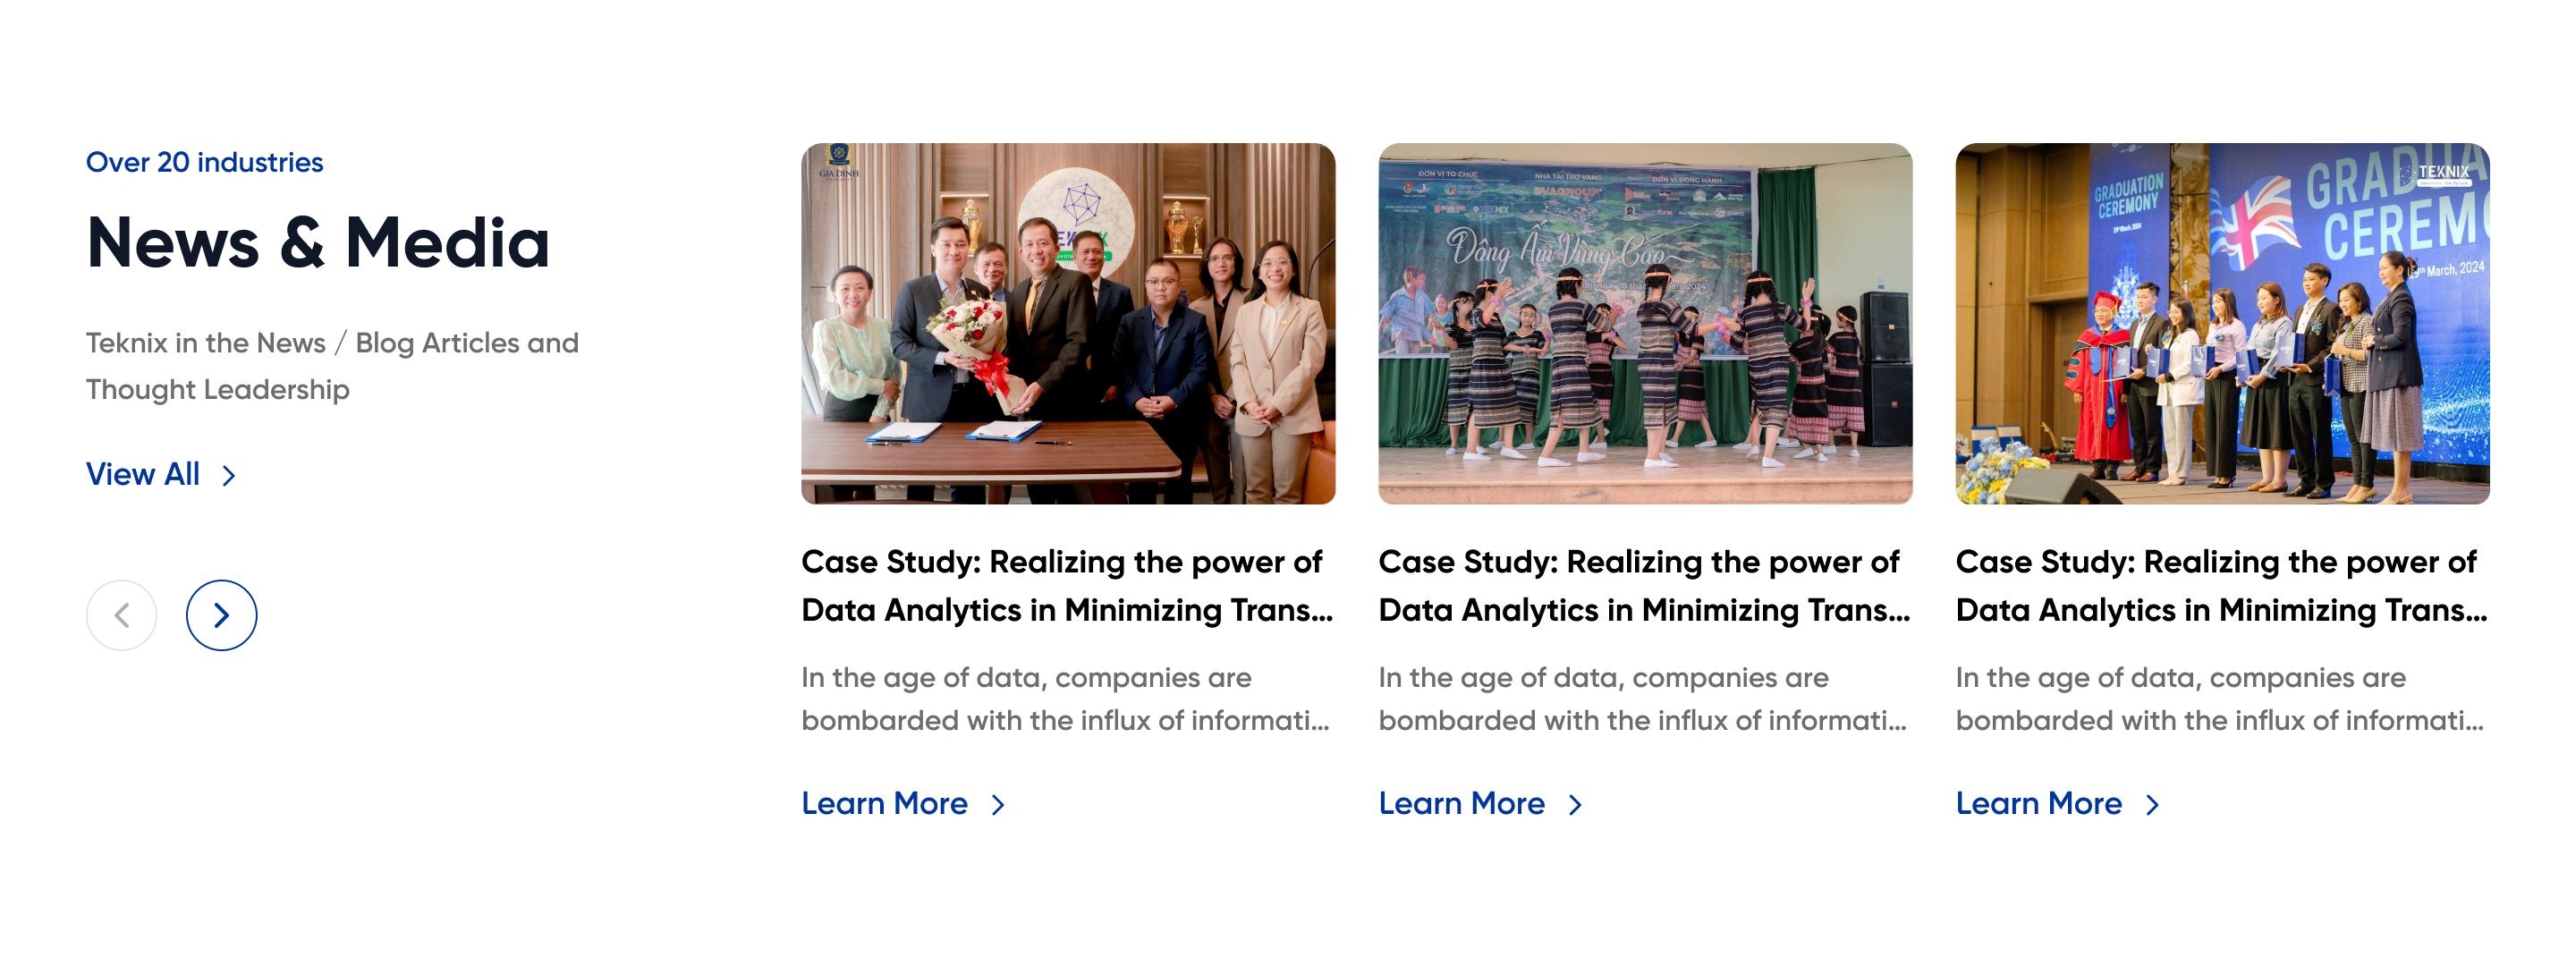 Over 20 industries
News & Media
Teknix in the News / Blog Articles and
Thought Leadership
View All
GIA DINH
Case Study: Realizing the power of
Data Analytics in Minimizing Trans...
In the age of data, companies are
bombarded with the influx of informati...
Learn More
ĐƠN VỊ TỔ CHỨC
NHÀ TÀI TRỢ VÀNG
ĐƠN VỊ ĐỒNG HÀNH
TEKNIX
Đông Ấm Vùng Cao
Case Study: Realizing the power of
Data Analytics in Minimizing Trans...
In the age of data, companies are
bombarded with the influx of informati...
Learn More
GRADUATION
CEREMONY
TEKNIX
March, 2024
Case Study: Realizing the power of
Data Analytics in Minimizing Trans...
In the age of data, companies are
bombarded with the influx of informati...
Learn More